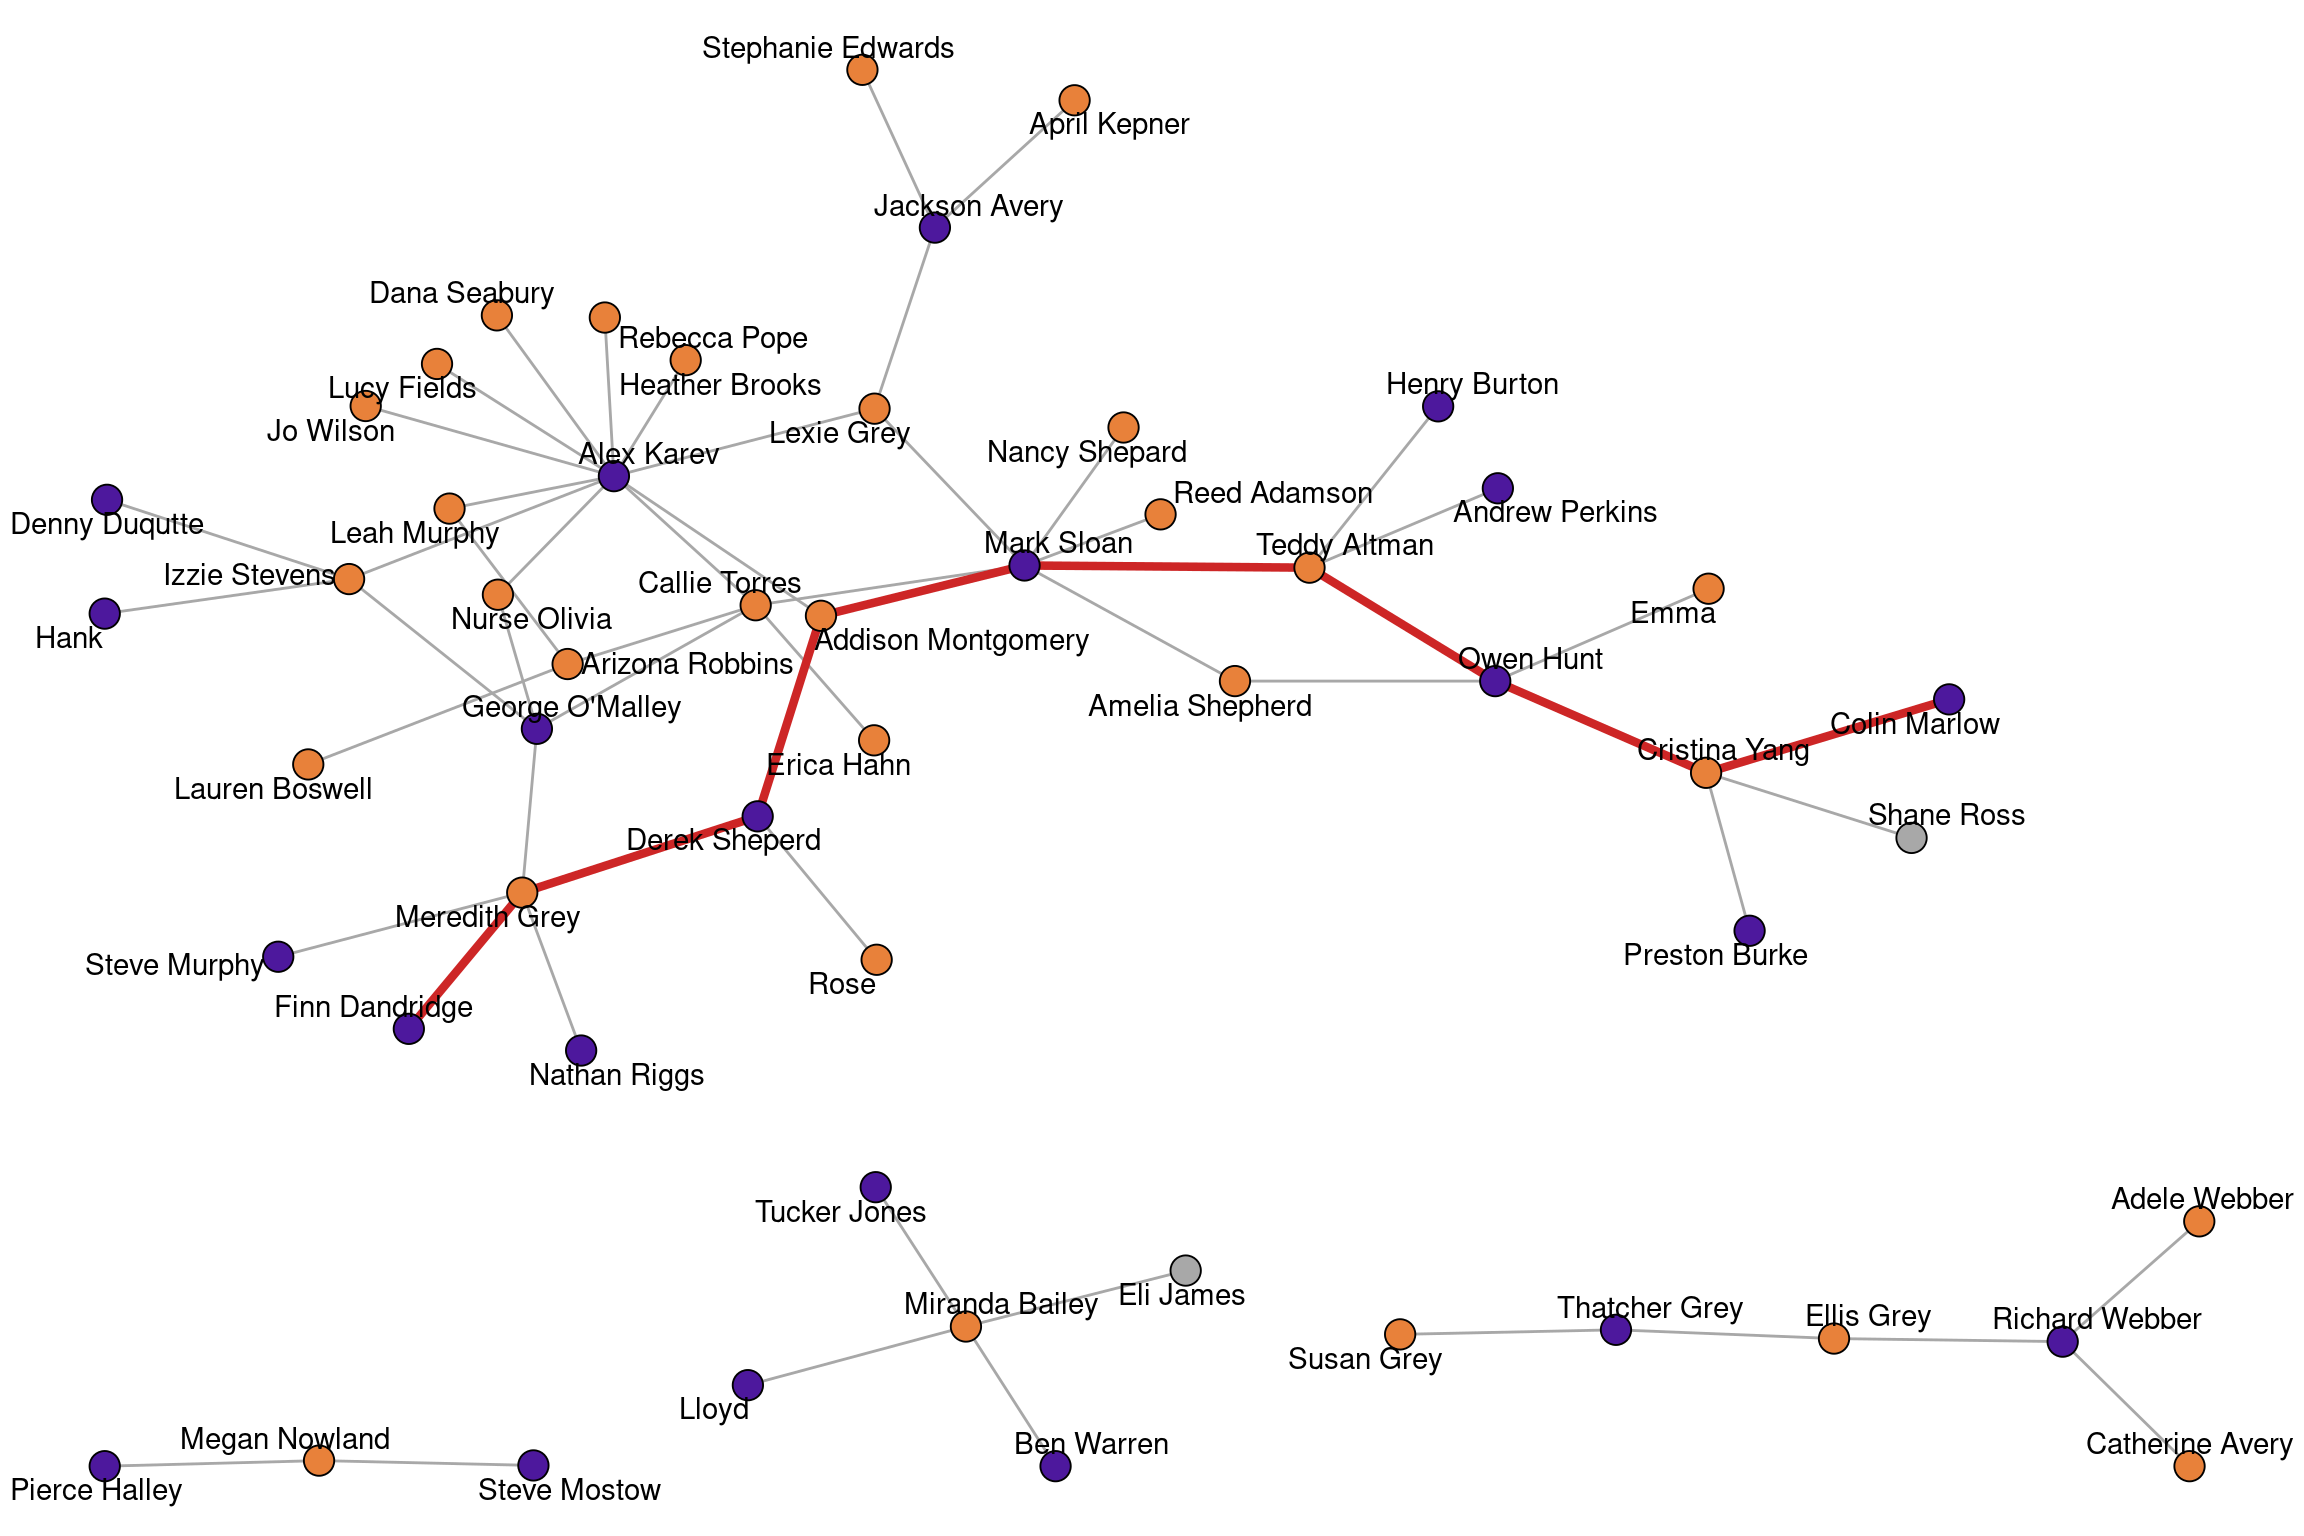 Stephanie Edwards
April Kepner
Jackson Avery
Dana Seabury
Rebecca Pope
Lucy Fields
Heather Brooks
Henry Burton
Jo Wilson
Lexie Grey
Alex Karev
Nancy Shepard
Reed Adamson
Andrew Perkins
Denny Duqutte
Leah Murphy
Mark Sloan
Teddy Altman
Izzie Stevens
Callie Torres
Nurse Olivia
Emma
Hank
Addison Montgomery
Arizona Robbins
Owen Hunt
George O'Malley
Amelia Shepherd
Colin Marlow
Cristina Yang
Erica Hahn
Lauren Boswell
Shane Ross
Derek Sheperd
Meredith Grey
Preston Burke
Steve Murphy
Rose
Finn Dandridge
Nathan Riggs
Adele Webber
Tucker Jones
Eli James
Miranda Bailey
Thatcher Grey
Ellis Grey
Richard Webber
Susan Grey
Lloyd
Megan Nowland
Ben Warren
Catherine Avery
Pierce Halley
Steve Mostow